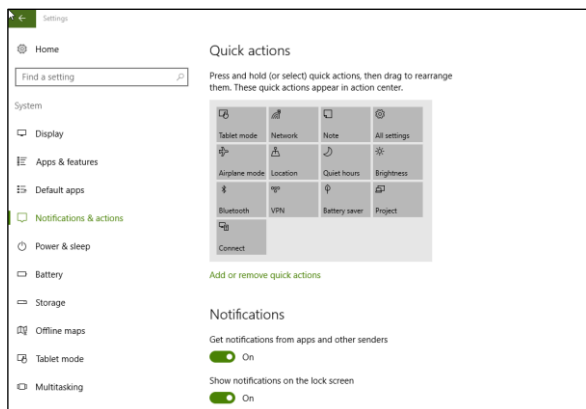 Settings
Home
Find a setting
System
Display
Apps & features
Default apps
Notifications & actions
Power & sleep
Battery
Storage
Offline maps
Tablet mode
Multitasking
Quick actions
Press and hold (or select) quick actions, then drag to rearrange
them. These quick actions appear in action center.
Tablet mode Network Note All settings
Airplane mode Location Quiet hours Brightness
Bluetooth VPN Battery saver Project
Connect
Add or remove quick actions
Notifications
Get notifications from apps and other senders
On
Show notifications on the lock screen
On